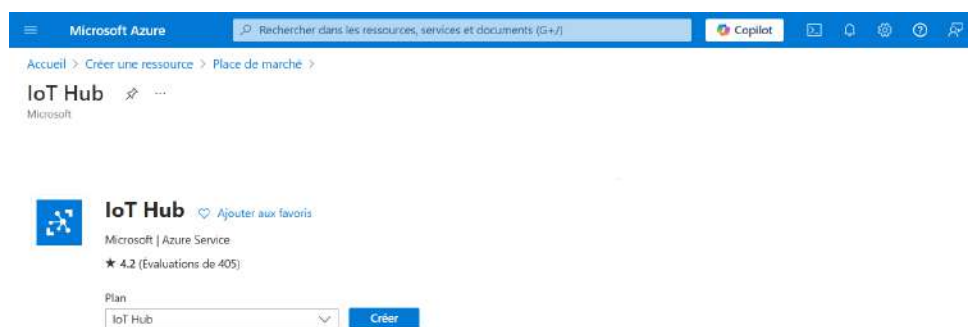 Microsoft Azure Rechercher dans les ressources, services et documents (G+/) Copilot
Accueil > Créer une ressource > Place de marché >
IoT Hub ...
Microsoft
IoT Hub Ajouter aux favoris
Microsoft | Azure Service
★ 4.2 (Évaluations de 405)
Plan
IoT Hub Créer